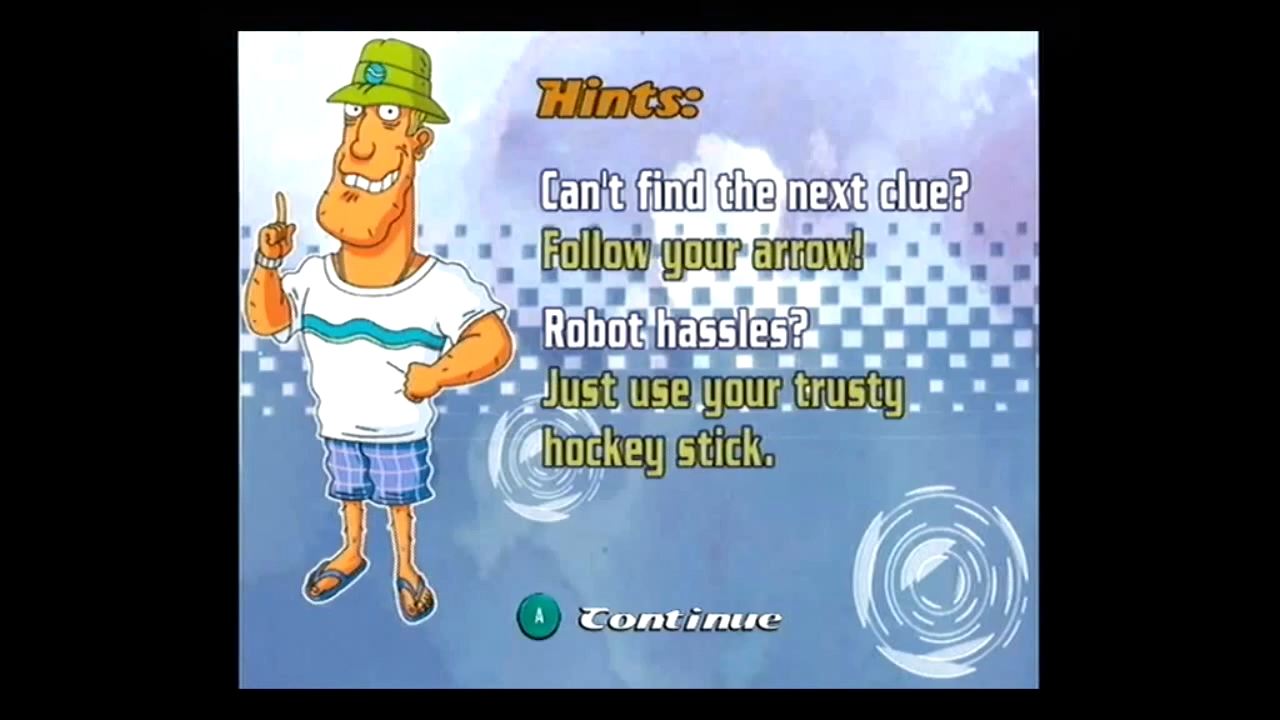 Hints:
Can't find the next clue?
Follow your arrow!
Robot hassles?
Just use your trusty
hockey stick.
A Continue